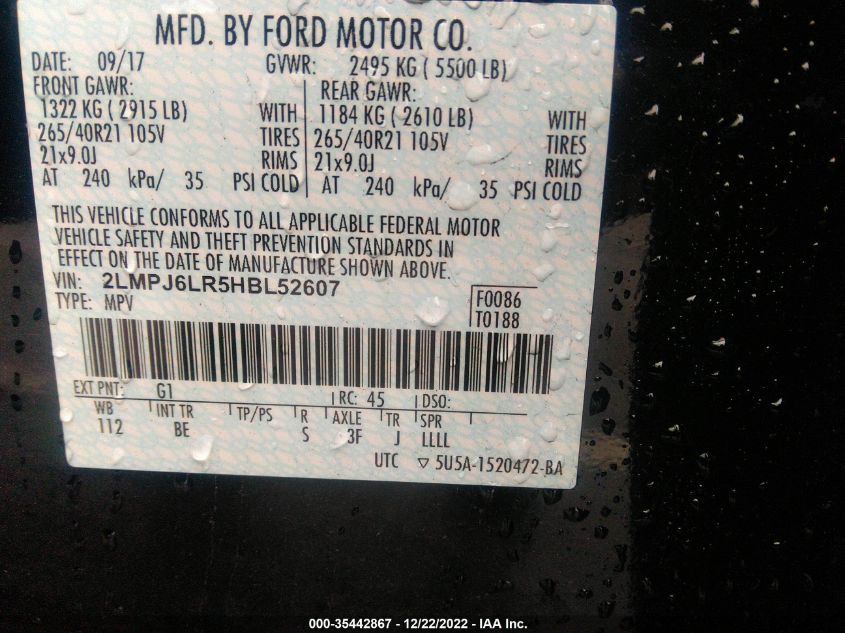 MFD. BY FORD MOTOR CO.
DATE: 09/17 GVWR: 2495 KG ( 5500 LB)
FRONT GAWR: REAR GAWR:
1322 KG ( 2915 LB) WITH 1184 KG ( 2610 LB) WITH
265/40R21 105V TIRES 265/40R21 105V TIRES
21x9.0J RIMS 21x9.0J RIMS
AT 240 kPa/ 35 PSI COLD AT 240 kPa/ 35 PSI COLD
THIS VEHICLE CONFORMS TO ALL APPLICABLE FEDERAL MOTOR
VEHICLE SAFETY AND THEFT PREVENTION STANDARDS IN
EFFECT ON THE DATE OF MANUFACTURE SHOWN ABOVE.
VIN: 2LMPJ6LR5HBL52607
TYPE: MPV
F0086
T0188
EXT PNT: G1 RC: 45 DSO:
WB INT TR TP/PS R AXLE TR SPR
112 BE S 3F J LLLL
UTC ▽ 5U5A-1520472-BA
000-35442867 - 12/22/2022 - IAA Inc.